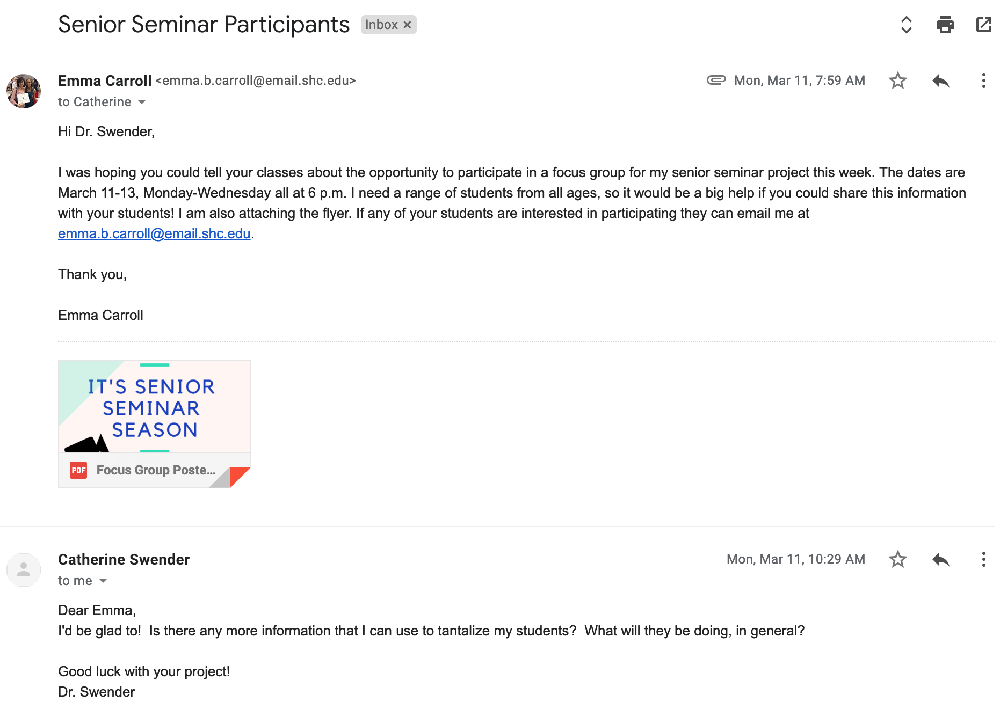 Senior Seminar Participants Inbox ×
Emma Carroll <emma.b.carroll@email.shc.edu> Mon, Mar 11, 7:59 AM
to Catherine
Hi Dr. Swender,
I was hoping you could tell your classes about the opportunity to participate in a focus group for my senior seminar project this week. The dates are
March 11-13, Monday-Wednesday all at 6 p.m. I need a range of students from all ages, so it would be a big help if you could share this information
with your students! I am also attaching the flyer. If any of your students are interested in participating they can email me at
emma.b.carroll@email.shc.edu.
Thank you,
Emma Carroll
IT'S SENIOR
SEMINAR
SEASON
PDF Focus Group Poste...
Catherine Swender Mon, Mar 11, 10:29 AM
to me
Dear Emma,
I'd be glad to!  Is there any more information that I can use to tantalize my students?  What will they be doing, in general?
Good luck with your project!
Dr. Swender